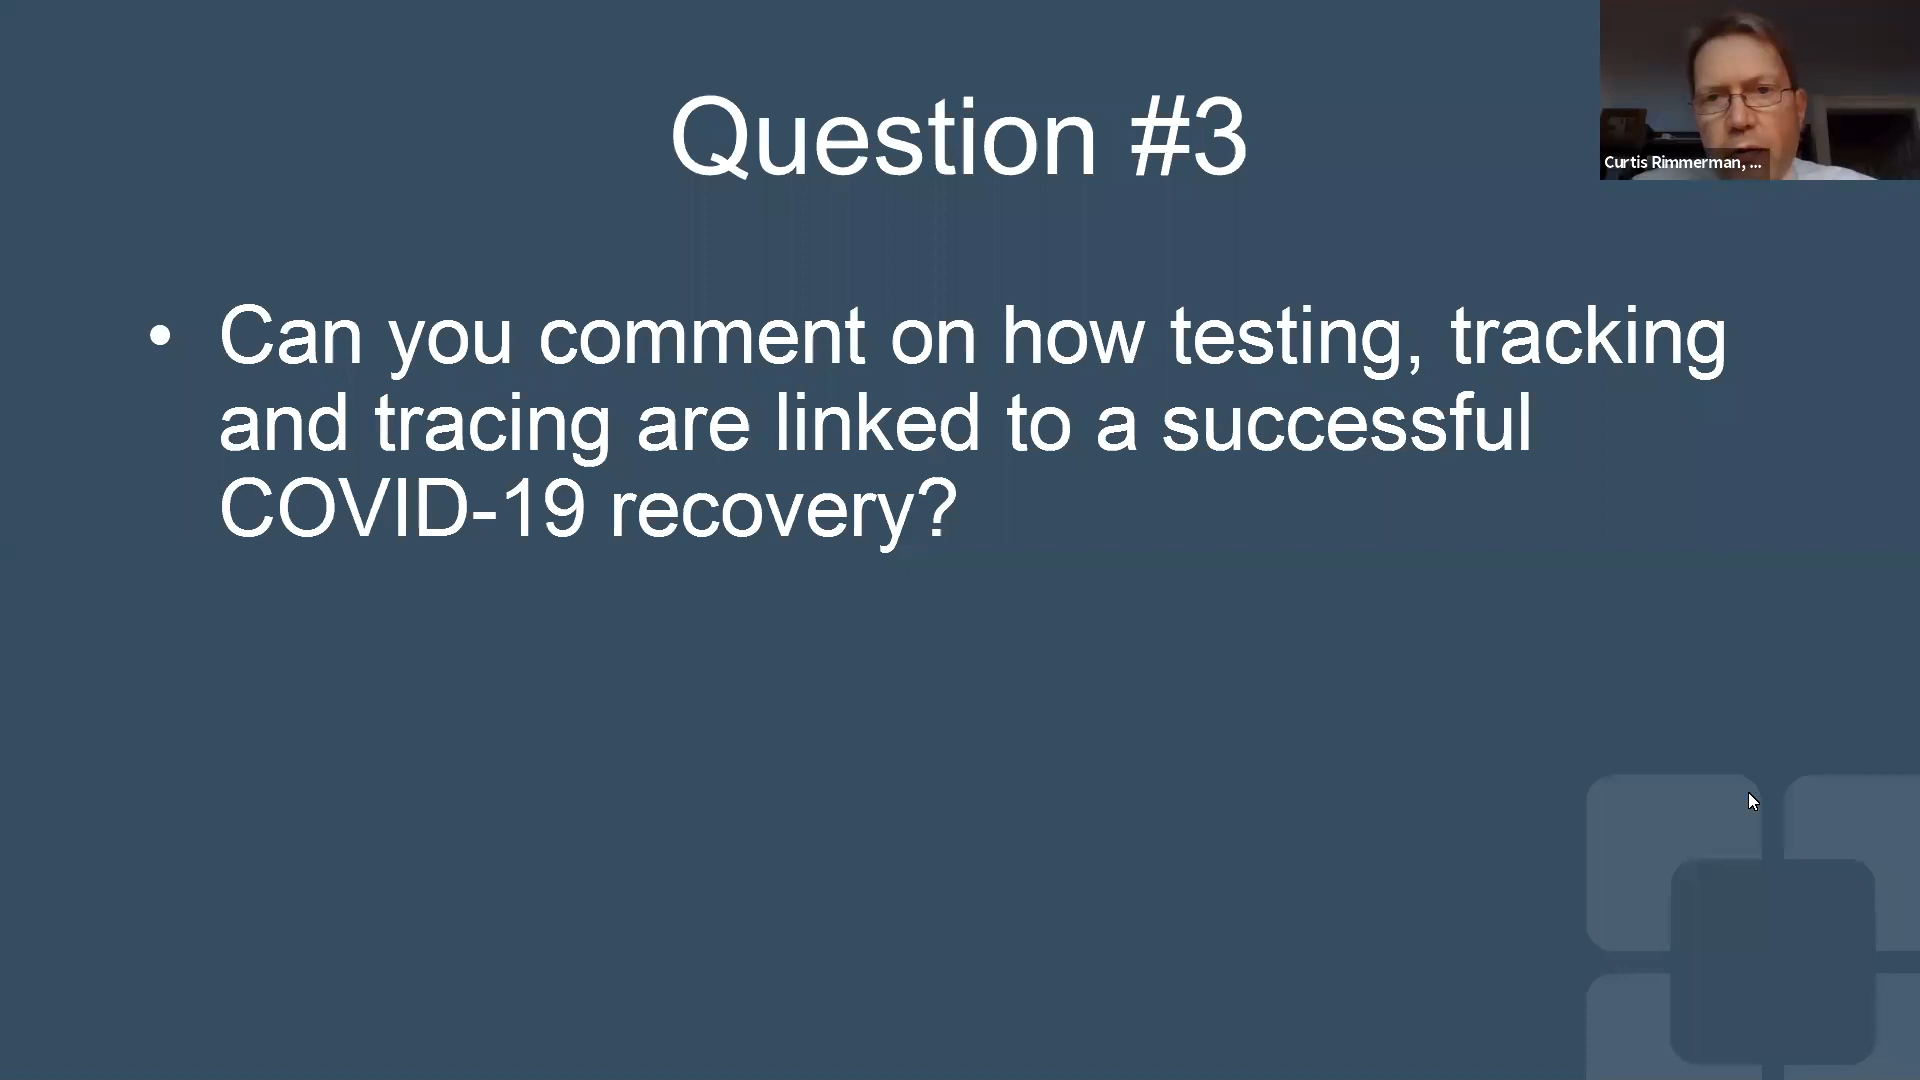 Question #3
Curtis Rimmerman, ...
• Can you comment on how testing, tracking
and tracing are linked to a successful
COVID-19 recovery?